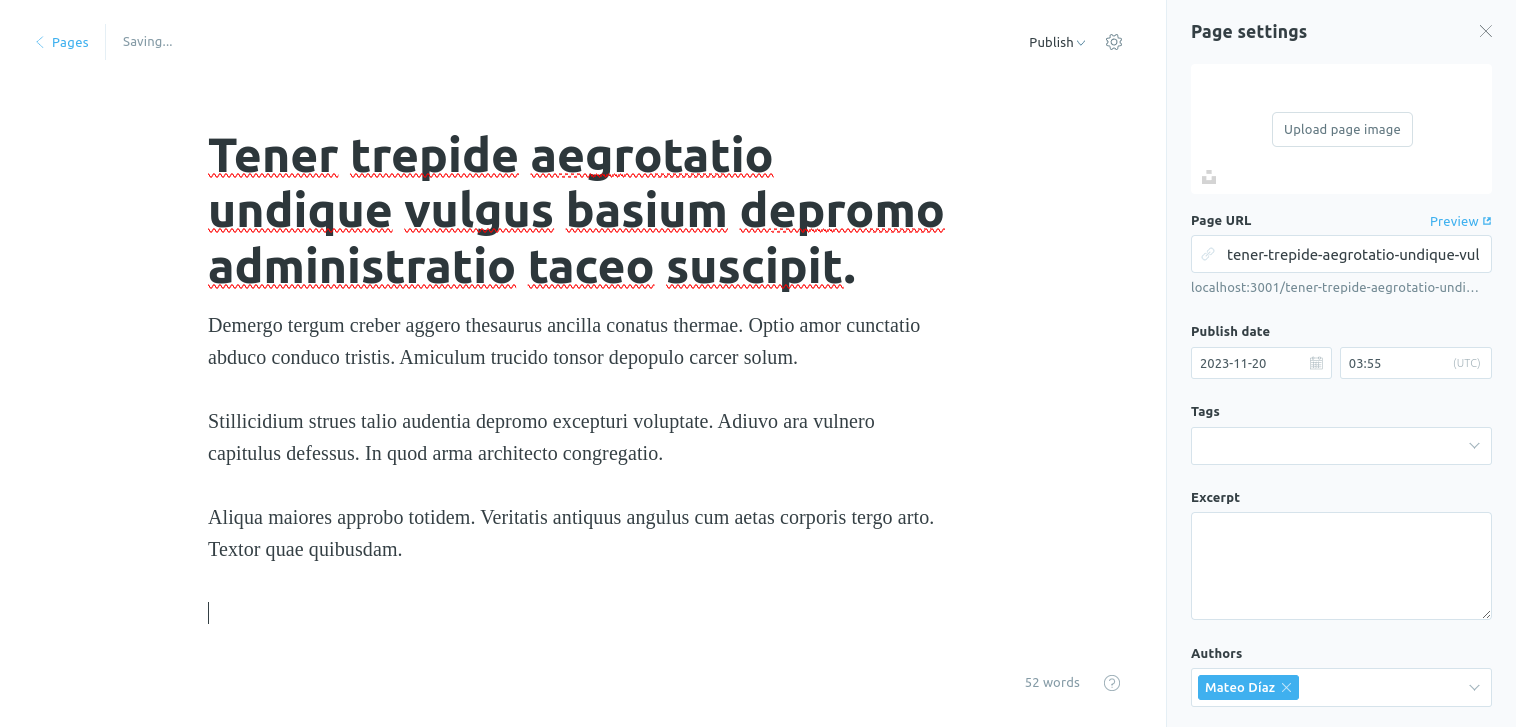 Pages
Saving...
Publish
Tener trepide aegrotatio
undique vulgus basium depromo
administratio taceo suscipit.
Demergo tergum creber aggero thesaurus ancilla conatus thermae. Optio amor cunctatio
abduco conduco tristis. Amiculum trucido tonsor depopulo carcer solum.
Stillicidium strues talio audentia depromo excepturi voluptate. Adiuvo ara vulnero
capitulus defessus. In quod arma architecto congregatio.
Aliqua maiores approbo totidem. Veritatis antiquus angulus cum aetas corporis tergo arto.
Textor quae quibusdam.
52 words
?
Page settings
Upload page image
Page URL
Preview
tener-trepide-aegrotatio-undique-vul
localhost:3001/tener-trepide-aegrotatio-undi...
Publish date
2023-11-20
03:55
(UTC)
Tags
Excerpt
Authors
Mateo Díaz